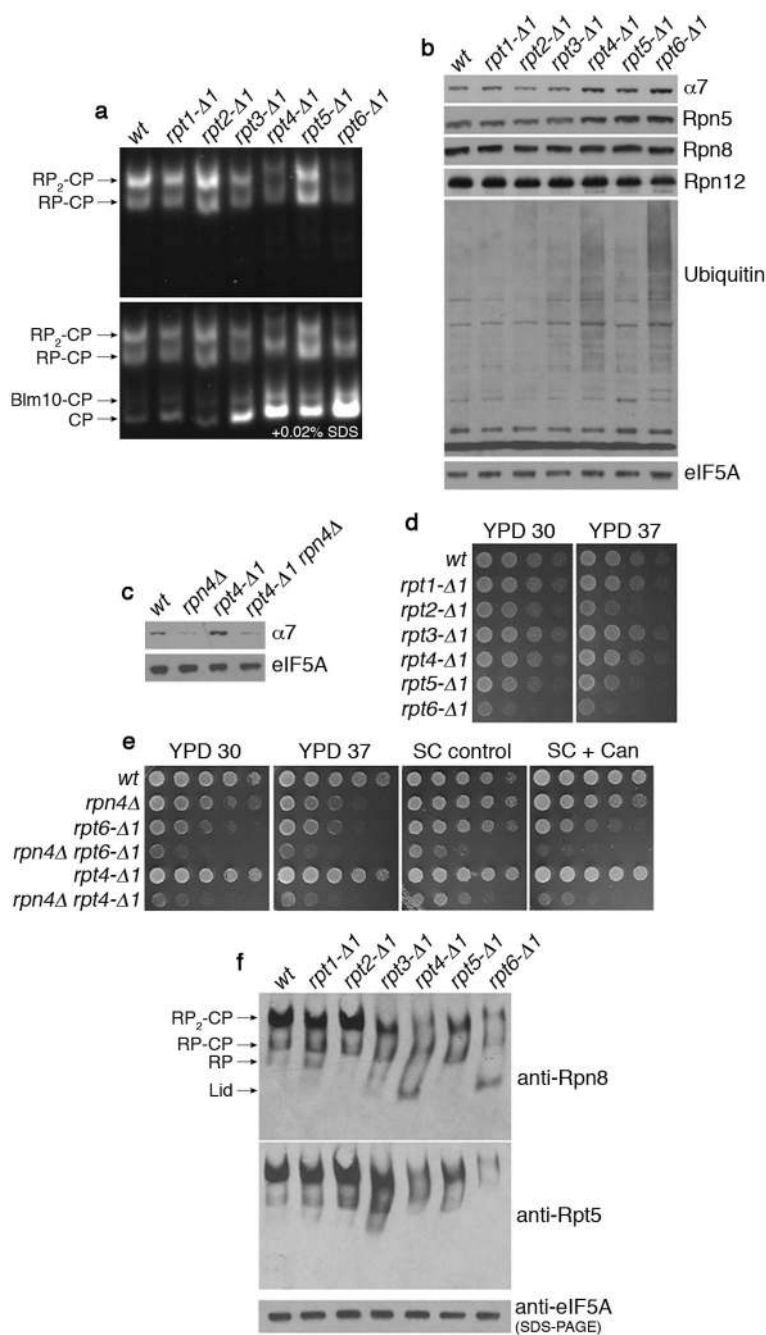 a
wt rpt1-Δ1 rpt2-Δ1 rpt3-Δ1 rpt4-Δ1 rpt5-Δ1 rpt6-Δ1
RP₂-CP
RP-CP
RP₂-CP
RP-CP
Blm10-CP
CP
+0.02% SDS
b
wt rpt1-Δ1 rpt2-Δ1 rpt3-Δ1 rpt4-Δ1 rpt5-Δ1 rpt6-Δ1
α7
Rpn5
Rpn8
Rpn12
Ubiquitin
eIF5A
c
wt rpn4Δ rpt4-Δ1 rpt4-Δ1 rpn4Δ
α7
eIF5A
d
YPD 30 YPD 37
wt
rpt1-Δ1
rpt2-Δ1
rpt3-Δ1
rpt4-Δ1
rpt5-Δ1
rpt6-Δ1
e
YPD 30 YPD 37 SC control SC + Can
wt
rpn4Δ
rpt6-Δ1
rpn4Δ rpt6-Δ1
rpt4-Δ1
rpn4Δ rpt4-Δ1
f
wt rpt1-Δ1 rpt2-Δ1 rpt3-Δ1 rpt4-Δ1 rpt5-Δ1 rpt6-Δ1
RP₂-CP
RP-CP
RP
Lid
anti-Rpn8
anti-Rpt5
anti-eIF5A
(SDS-PAGE)